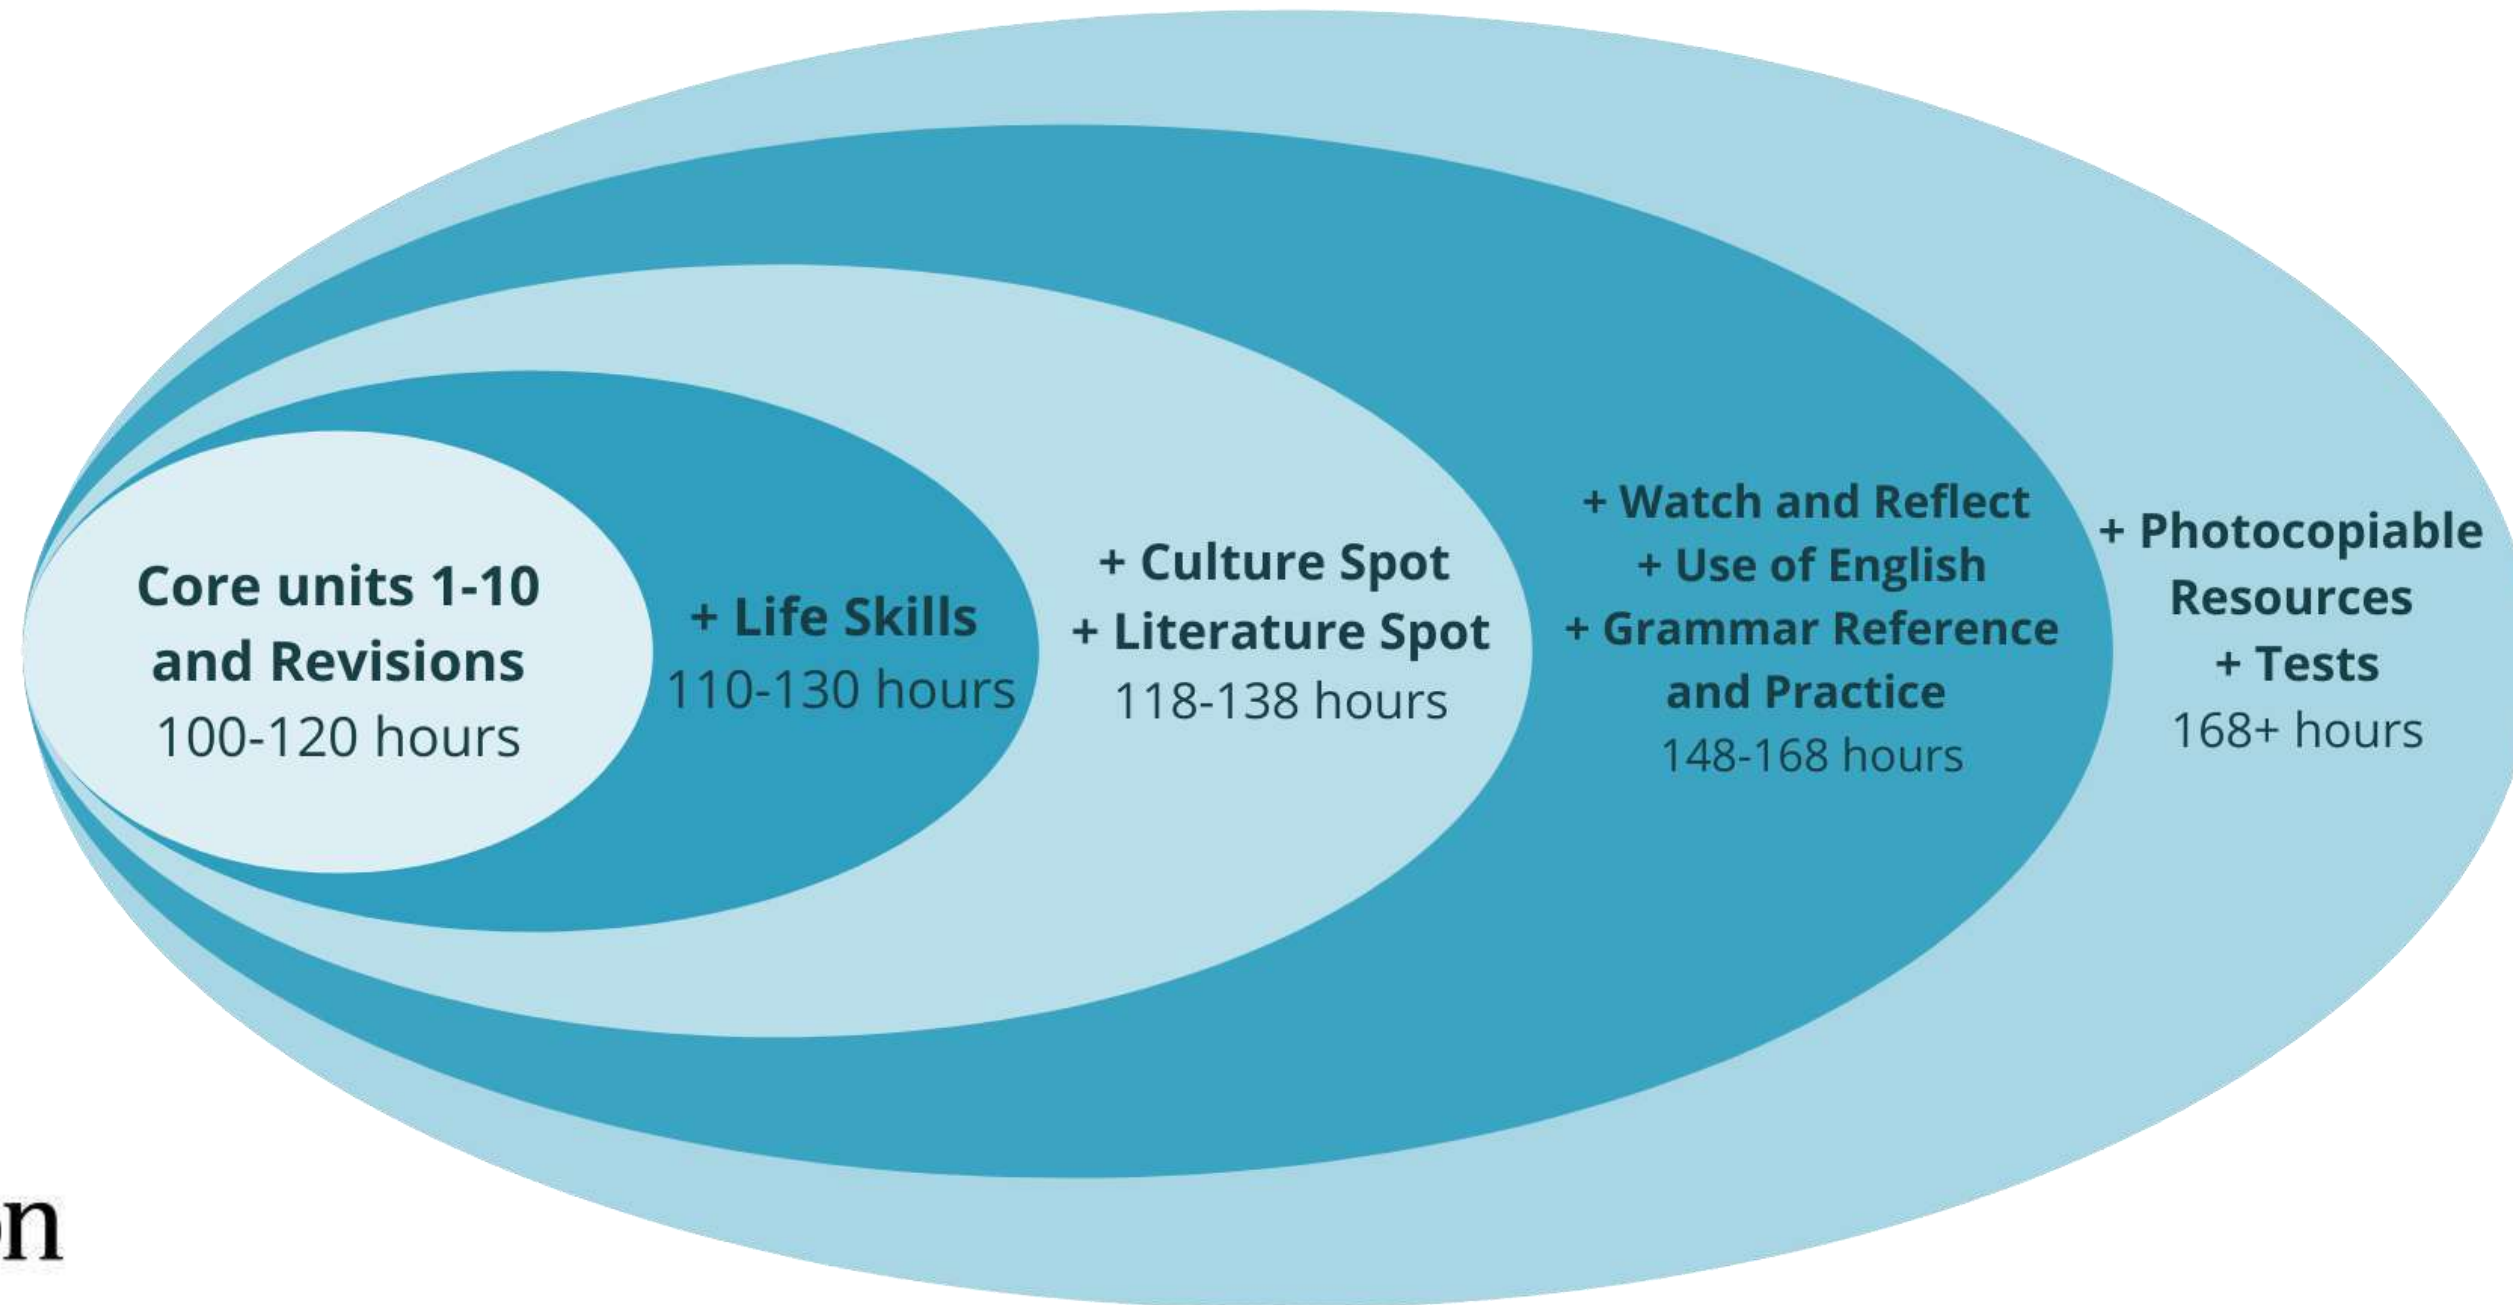 Core units 1-10
and Revisions
100-120 hours
+ Life Skills
110-130 hours
+ Culture Spot
+ Literature Spot
118-138 hours
+ Watch and Reflect
+ Use of English
+ Grammar Reference
and Practice
148-168 hours
+ Photocopiable
Resources
+ Tests
168+ hours